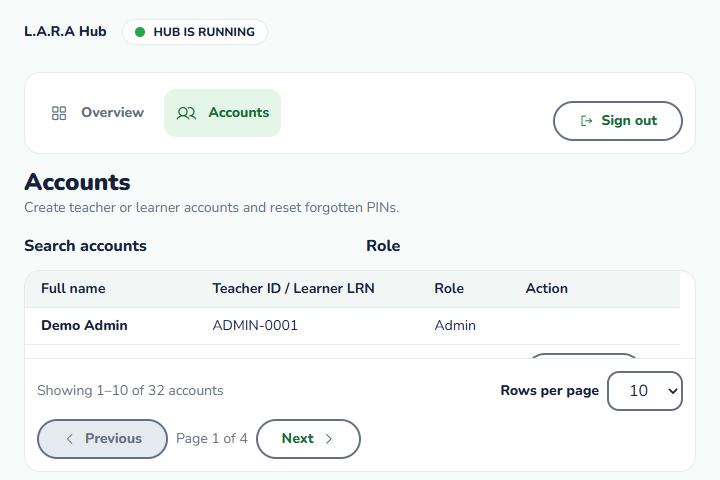 L.A.R.A Hub
HUB IS RUNNING
Overview
Accounts
Sign out
Accounts
Create teacher or learner accounts and reset forgotten PINs.
Search accounts
Role
Full name
Teacher ID / Learner LRN
Role
Action
Demo Admin
ADMIN-0001
Admin
Showing 1–10 of 32 accounts
Rows per page
10
Previous
Page 1 of 4
Next